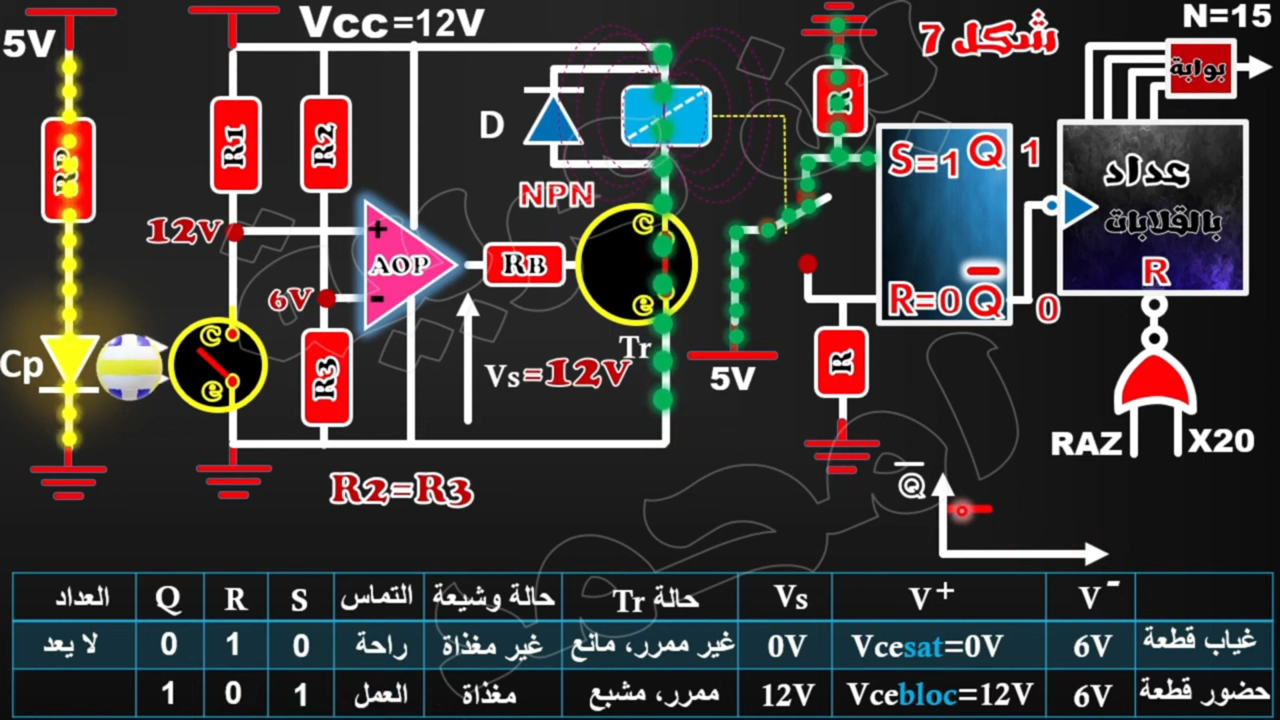 5V
Vcc=12V
شكل 7
N=15
بوابة
RP
R1
R2
D
R
S=1 Q 1
عداد
بالقلابات
NPN
12V
+
AOP
-
RB
c
e
6V
R=0 Q̅ 0
R
Cp
c
e
R3
Vs=12V
Tr
5V
R
RAZ
X20
R2=R3
Q̅
العداد Q R S التماس حالة وشيعة حالة Tr Vs V+ V-
غياب قطعة 6V Vcesat=0V 0V غير ممرر، مانع غير مغذاة راحة 0 1 0 لا يعد
حضور قطعة 6V Vcebloc=12V 12V ممرر، مشبع مغذاة العمل 1 0 1